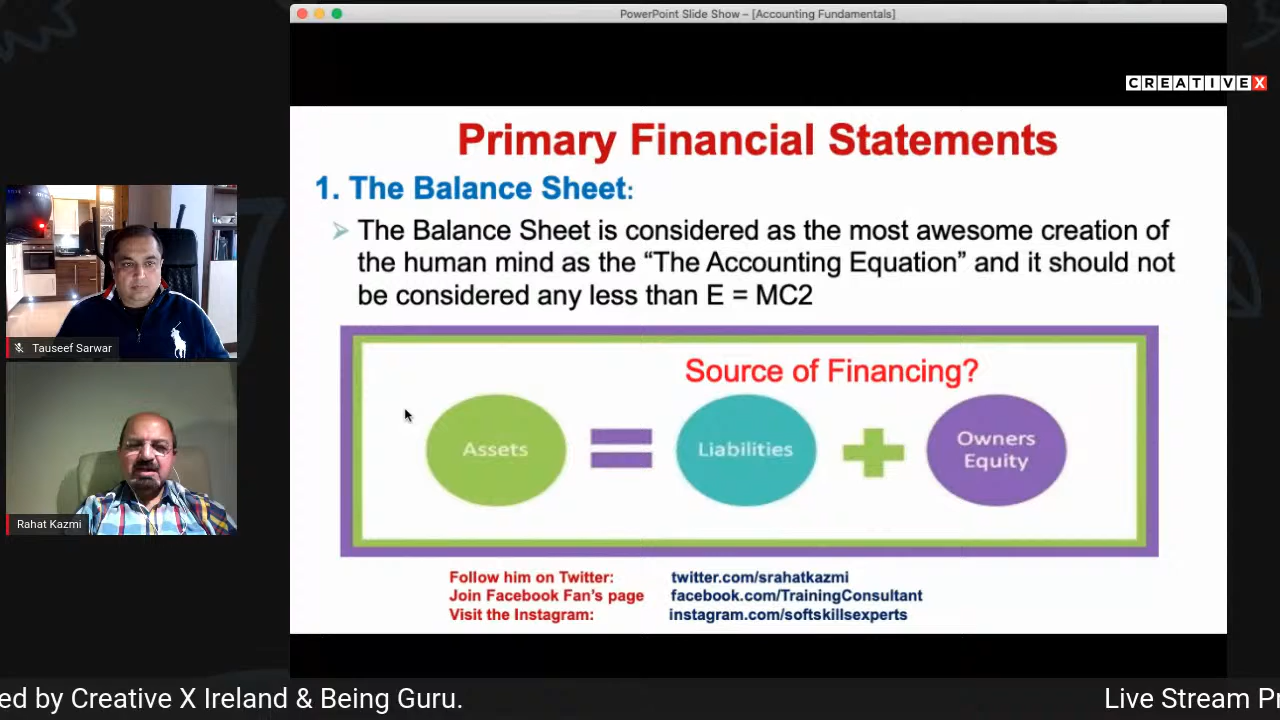 PowerPoint Slide Show – [Accounting Fundamentals]
CREATIVEX
Primary Financial Statements
1. The Balance Sheet:
The Balance Sheet is considered as the most awesome creation of
the human mind as the “The Accounting Equation” and it should not
be considered any less than E = MC2
Source of Financing?
Assets
=
Liabilities
+
Owners
Equity
Follow him on Twitter: twitter.com/srahatkazmi
Join Facebook Fan's page facebook.com/TrainingConsultant
Visit the Instagram: instagram.com/softskillsexperts
Tauseef Sarwar
Rahat Kazmi
ed by Creative X Ireland & Being Guru.
Live Stream Pr